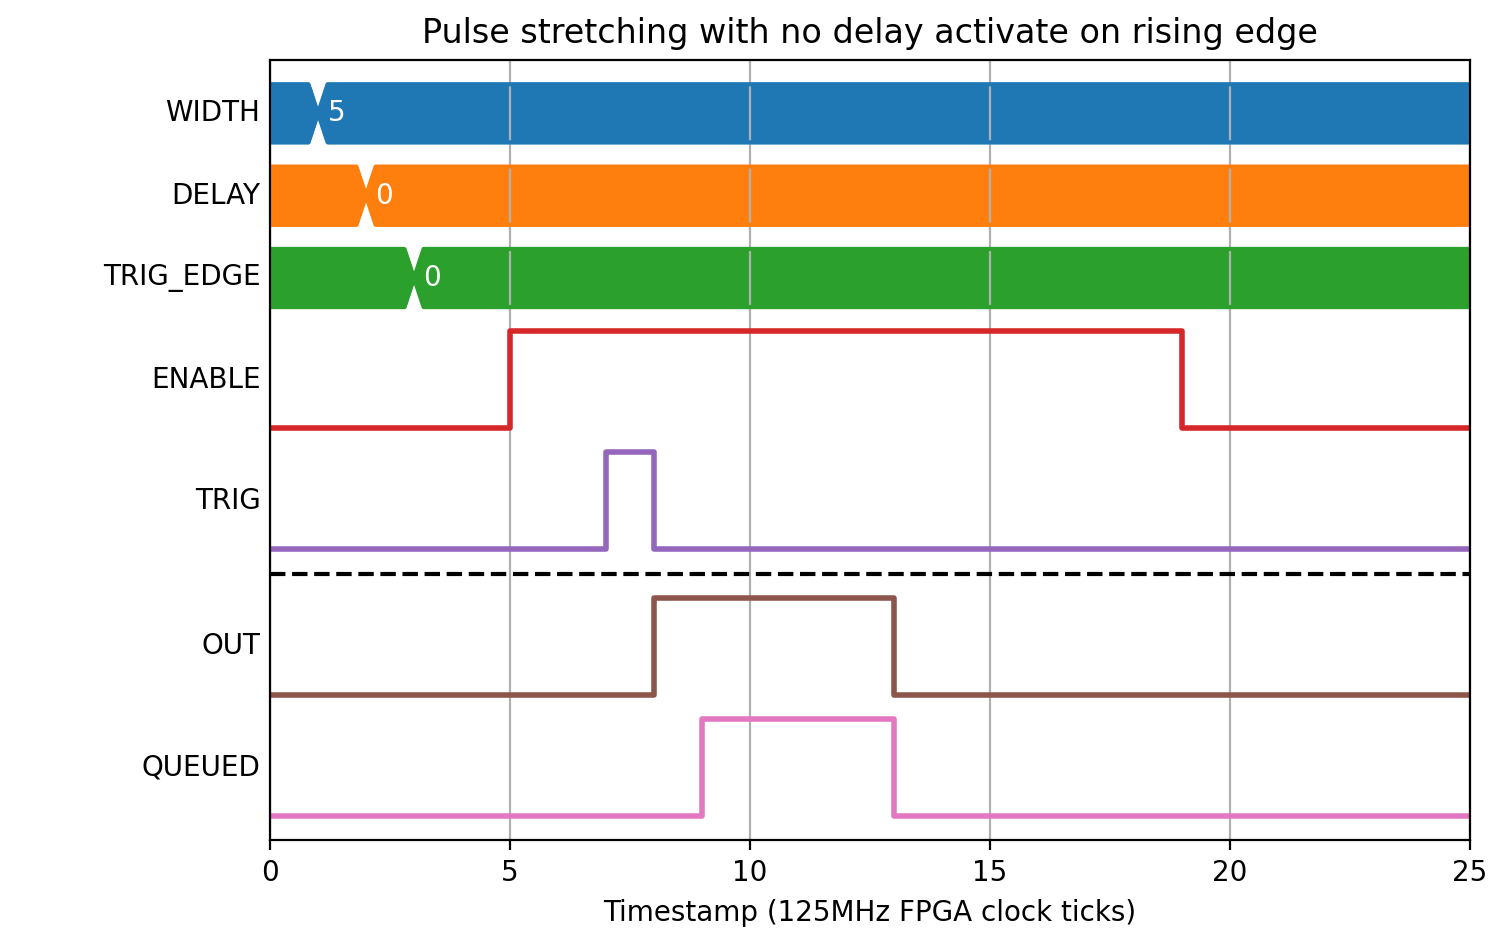 Pulse stretching with no delay activate on rising edge
WIDTH
5
DELAY
0
TRIG_EDGE
0
ENABLE
TRIG
OUT
QUEUED
0 5 10 15 20 25
Timestamp (125MHz FPGA clock ticks)